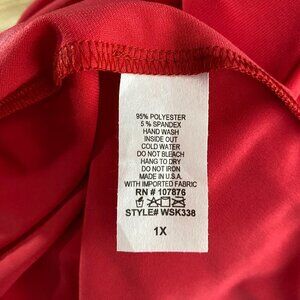 95% POLYESTER
5% SPANDEX
HAND WASH
INSIDE OUT
COLD WATER
DO NOT BLEACH
HANG TO DRY
DO NOT IRON
MADE IN U.S.A
WITH IMPORTED FABRIC
RN # 107876
STYLE# WSK338
1X